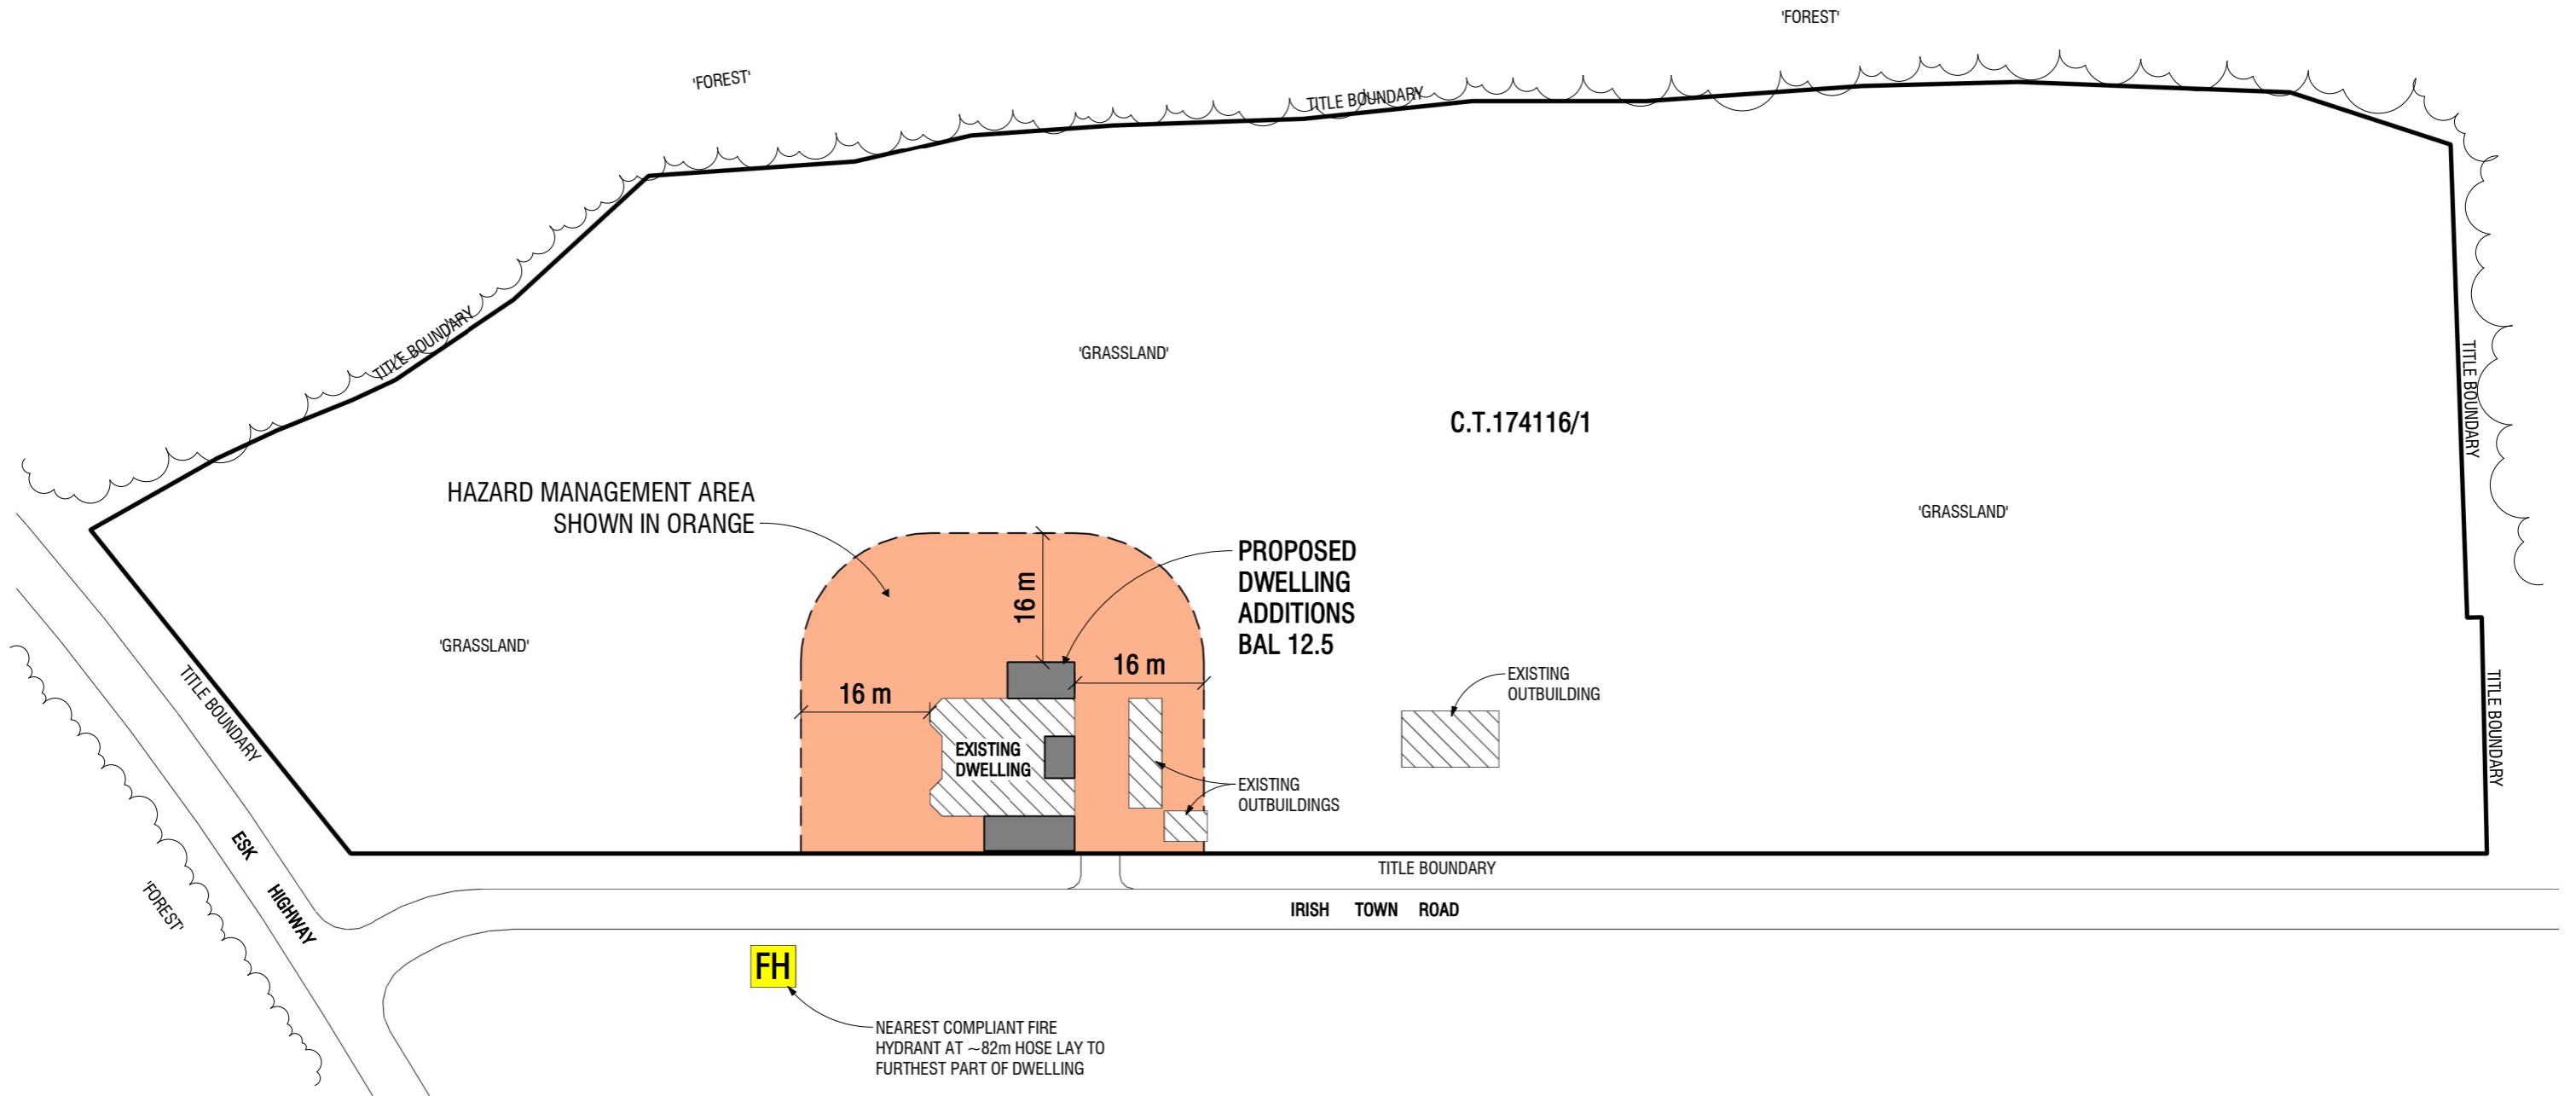 'FOREST'
'FOREST'
TITLE BOUNDARY
TITLE BOUNDARY
'GRASSLAND'
TITLE BOUNDARY
C.T.174116/1
HAZARD MANAGEMENT AREA
SHOWN IN ORANGE
'GRASSLAND'
PROPOSED
DWELLING
ADDITIONS
BAL 12.5
16 m
'GRASSLAND'
16 m
16 m
EXISTING
OUTBUILDING
TITLE BOUNDARY
TITLE BOUNDARY
EXISTING
DWELLING
EXISTING
OUTBUILDINGS
ESK HIGHWAY
TITLE BOUNDARY
'FOREST'
IRISH TOWN ROAD
FH
NEAREST COMPLIANT FIRE
HYDRANT AT ~82m HOSE LAY TO
FURTHEST PART OF DWELLING